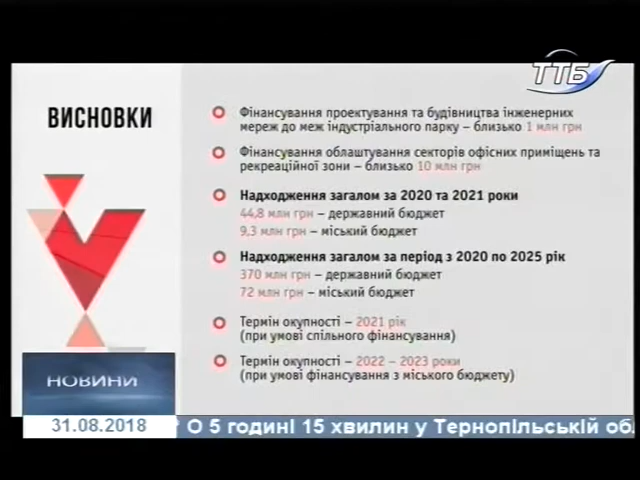 ТТБ
ВИСНОВКИ
Фінансування проектування та будівництва інженерних
мереж до меж індустріального парку – близько 1 млн грн
Фінансування облаштування секторів офісних приміщень та
рекреаційної зони – близько 10 млн грн
Надходження загалом за 2020 та 2021 роки
44,8 млн грн – державний бюджет
9,3 млн грн – міський бюджет
Надходження загалом за період з 2020 по 2025 рік
370 млн грн – державний бюджет
72 млн грн – міський бюджет
Термін окупності – 2021 рік
(при умові спільного фінансування)
Термін окупності – 2022 – 2023 роки
(при умові фінансування з міського бюджету)
НОВИНИ
31.08.2018 О 5 годині 15 хвилин у Тернопільській об